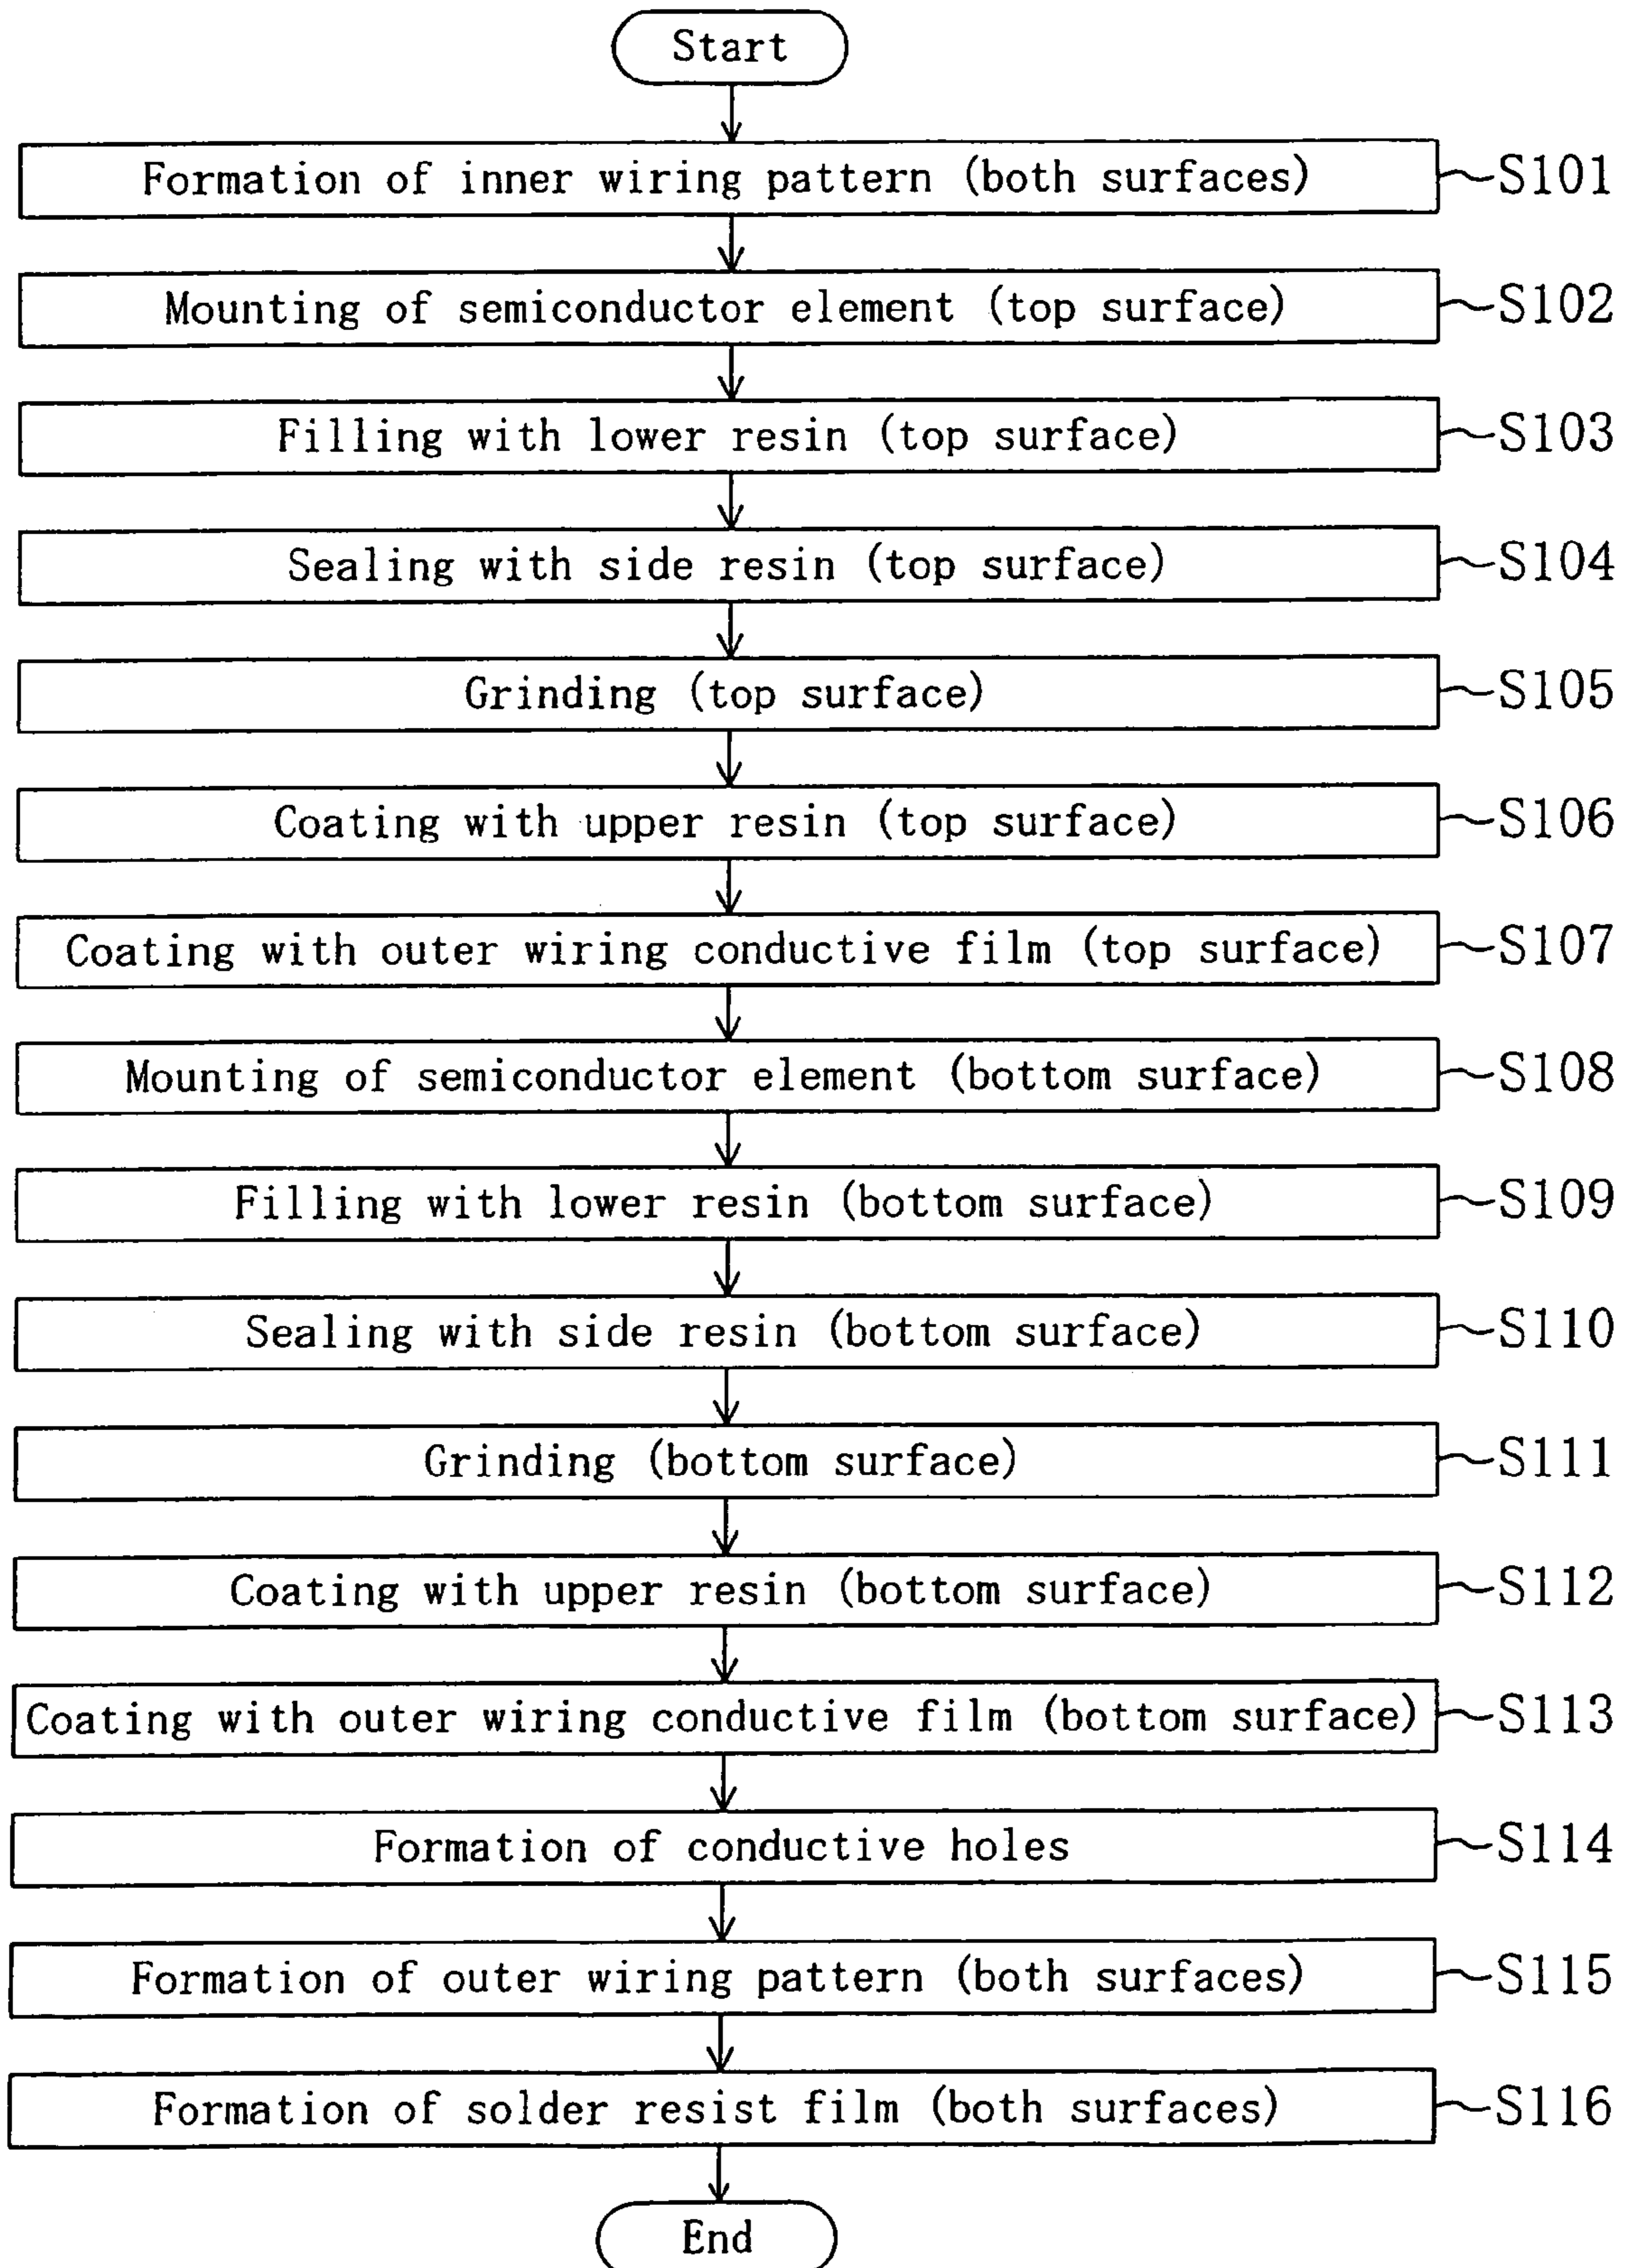 Start
Formation of inner wiring pattern (both surfaces) S101
Mounting of semiconductor element (top surface) S102
Filling with lower resin (top surface) S103
Sealing with side resin (top surface) S104
Grinding (top surface) S105
Coating with upper resin (top surface) S106
Coating with outer wiring conductive film (top surface) S107
Mounting of semiconductor element (bottom surface) S108
Filling with lower resin (bottom surface) S109
Sealing with side resin (bottom surface) S110
Grinding (bottom surface) S111
Coating with upper resin (bottom surface) S112
Coating with outer wiring conductive film (bottom surface) S113
Formation of conductive holes S114
Formation of outer wiring pattern (both surfaces) S115
Formation of solder resist film (both surfaces) S116
End